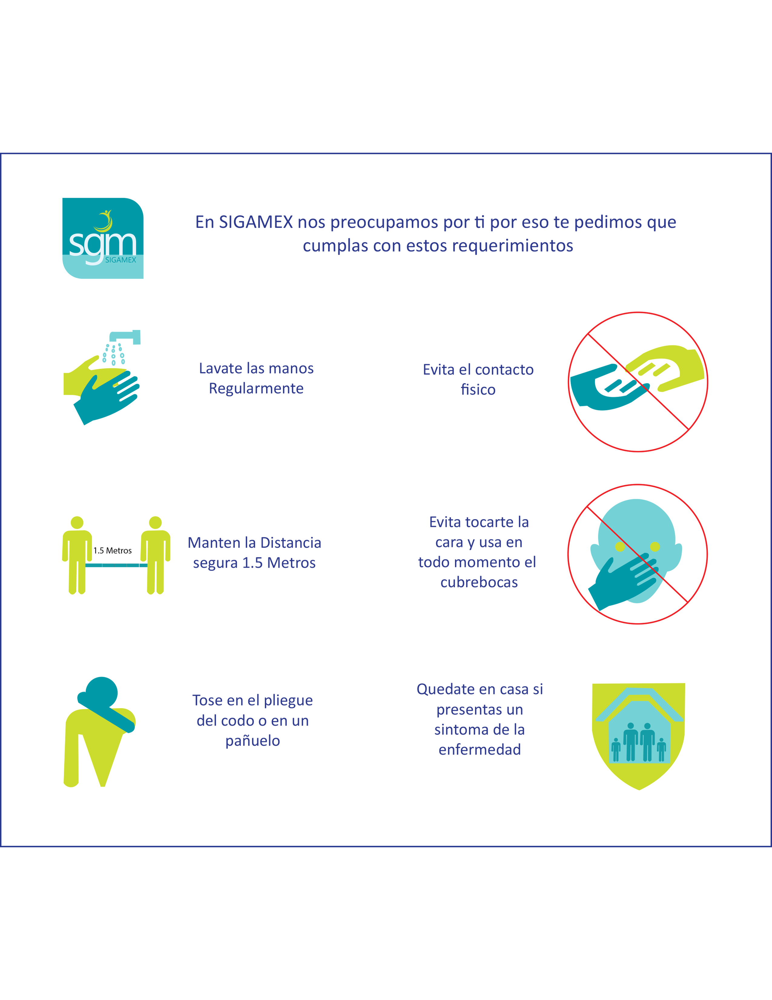 sgm
SIGAMEX
En SIGAMEX nos preocupamos por ti por eso te pedimos que
cumplas con estos requerimientos
Lavate las manos
Regularmente
Evita el contacto
fisico
1.5 Metros
Manten la Distancia
segura 1.5 Metros
Evita tocarte la
cara y usa en
todo momento el
cubrebocas
Tose en el pliegue
del codo o en un
pañuelo
Quedate en casa si
presentas un
sintoma de la
enfermedad